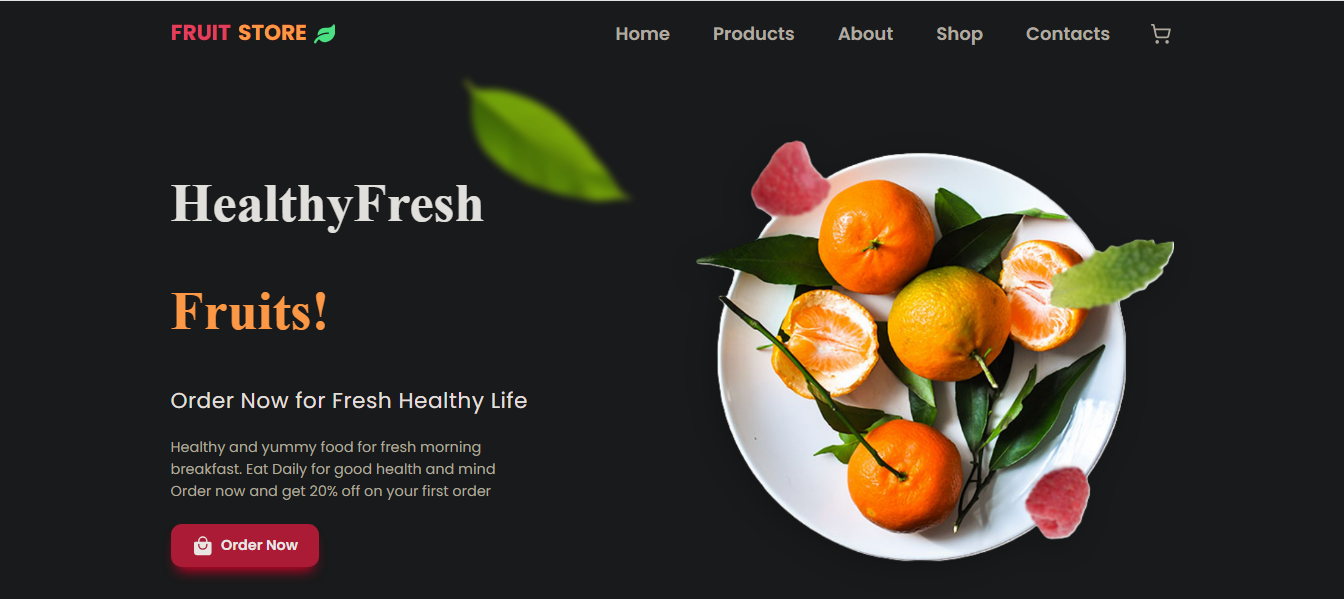 FRUIT STORE
Home Products About Shop Contacts
HealthyFresh
Fruits!
Order Now for Fresh Healthy Life
Healthy and yummy food for fresh morning
breakfast. Eat Daily for good health and mind
Order now and get 20% off on your first order
Order Now